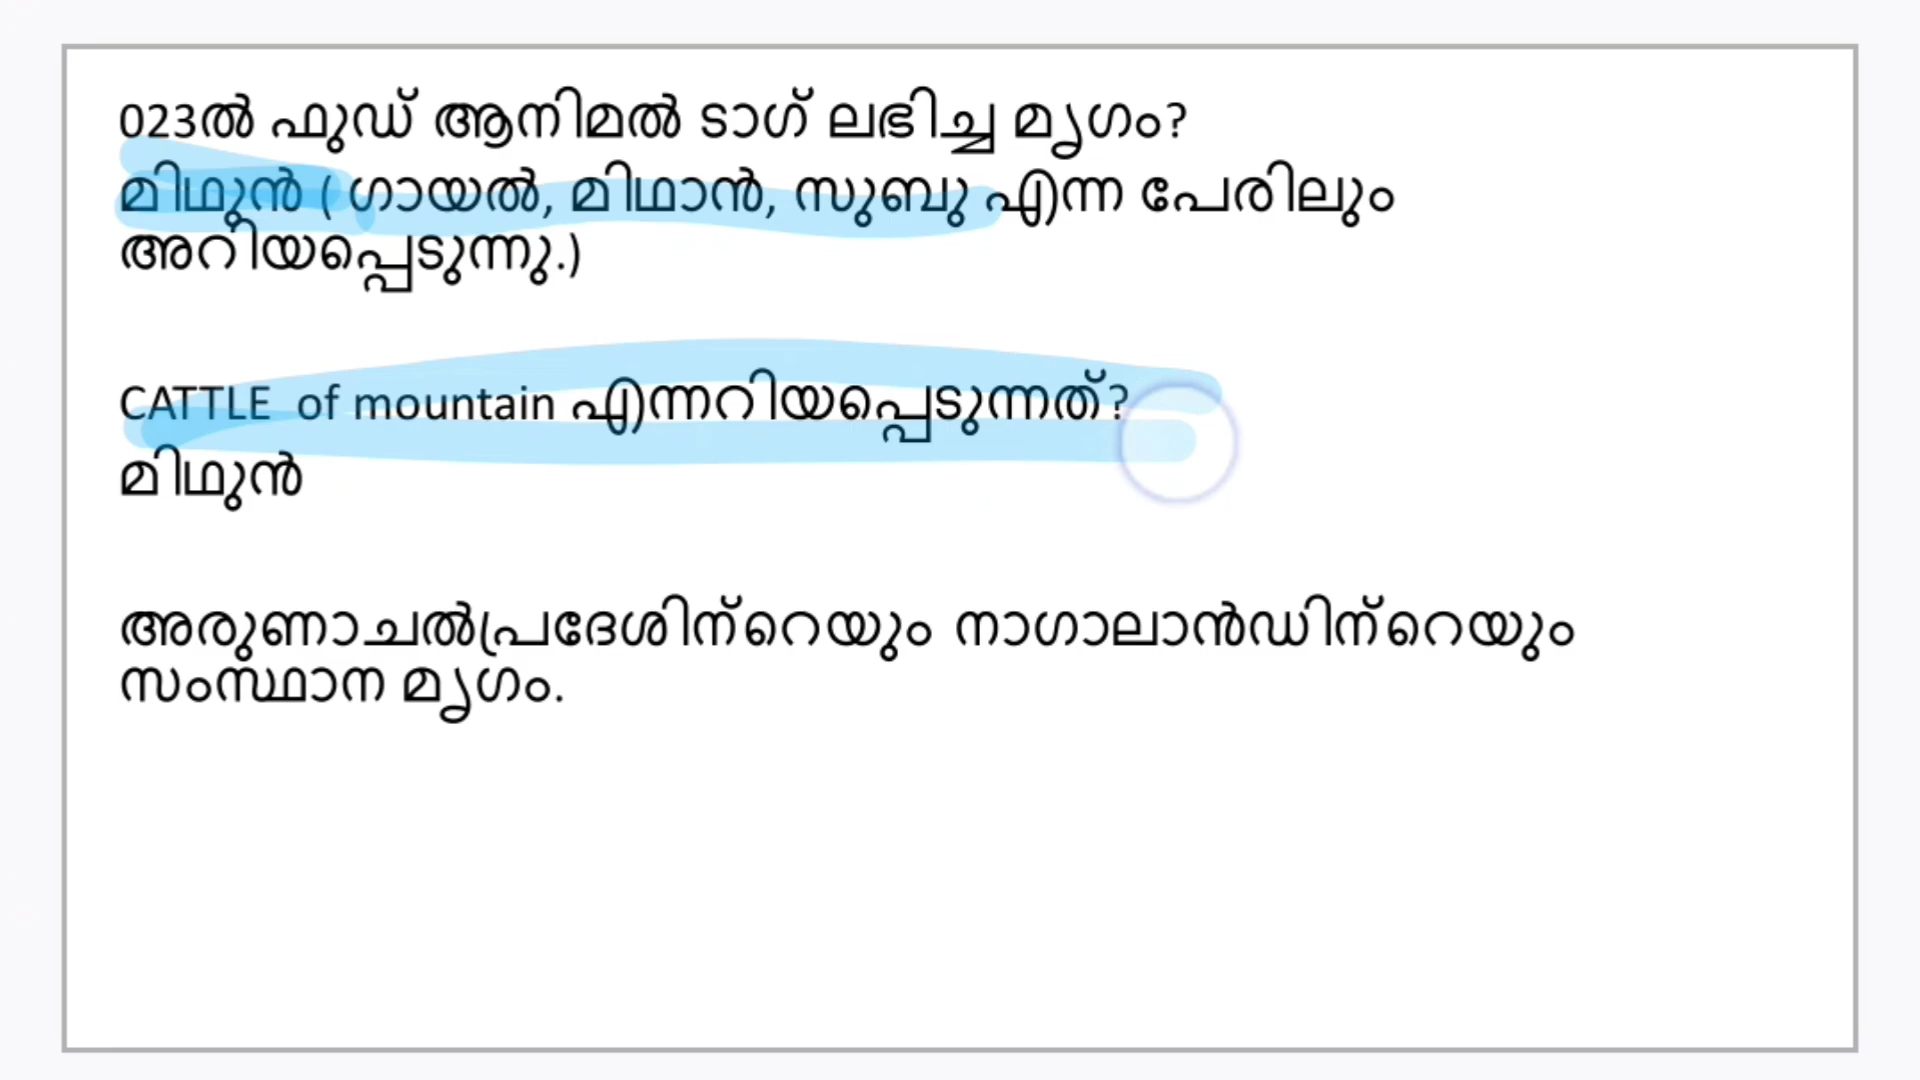 023ൽ ഫുഡ് ആനിമൽ ടാഗ് ലഭിച്ച മൃഗം?
മിഥുൻ ( ഗായൽ, മിഥാൻ, സുബു എന്ന പേരിലും
അറിയപ്പെടുന്നു.)
CATTLE of mountain എന്നറിയപ്പെടുന്നത്?
മിഥുൻ
അരുണാചൽപ്രദേശിന്റെയും നാഗാലാൻഡിന്റെയും
സംസ്ഥാന മൃഗം.